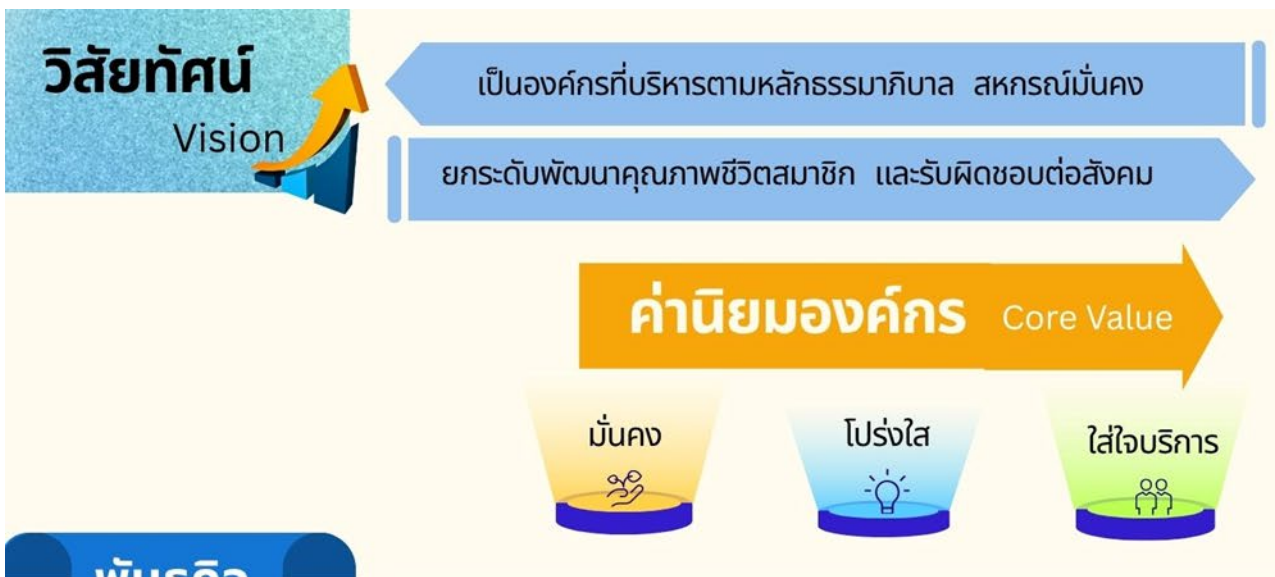 วิสัยทัศน์
Vision
เป็นองค์กรที่บริหารตามหลักธรรมาภิบาล สหกรณ์มั่นคง
ยกระดับพัฒนาคุณภาพชีวิตสมาชิก และรับผิดชอบต่อสังคม
ค่านิยมองค์กร Core Value
มั่นคง
โปร่งใส
ใส่ใจบริการ
พันธกิจ